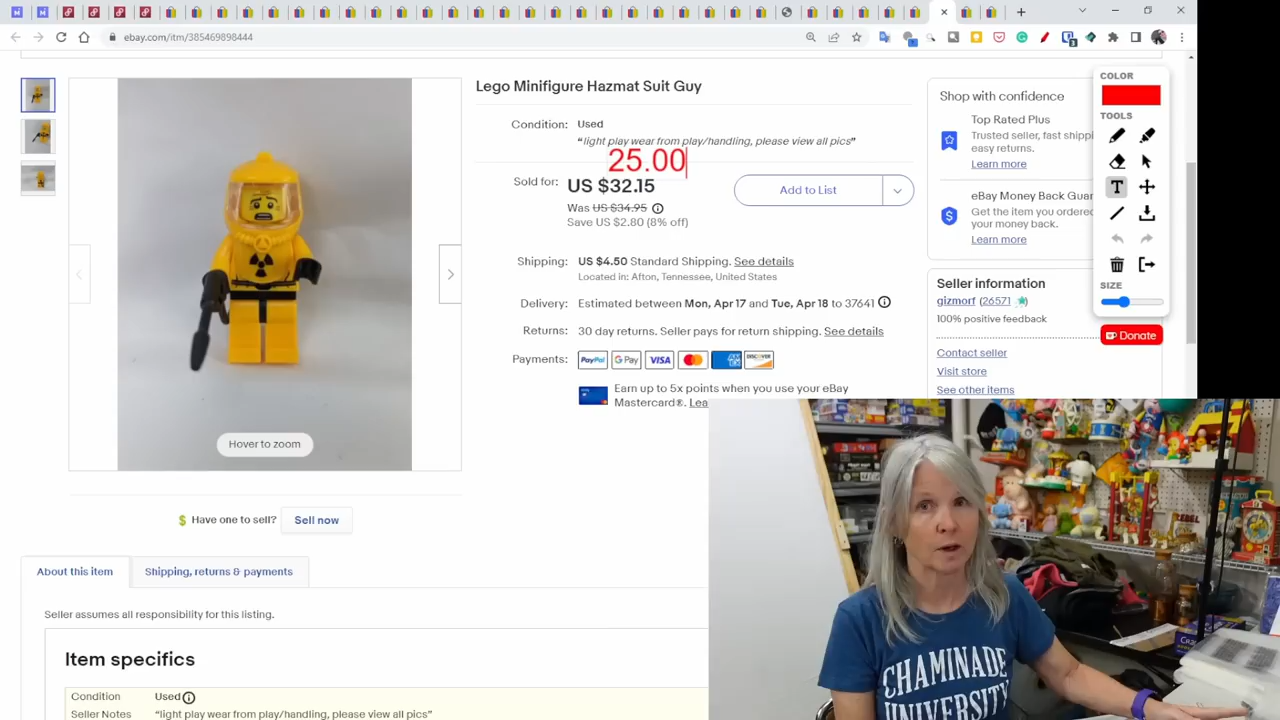 ebay.com/itm/385469898444
Lego Minifigure Hazmat Suit Guy
Condition: Used
“light play wear from play/handling, please view all pics”
25.00
Sold for: US $32.15
Was US $34.95
Save US $2.80 (8% off)
Add to List
Shipping: US $4.50 Standard Shipping. See details
Located in: Afton, Tennessee, United States
Delivery: Estimated between Mon, Apr 17 and Tue, Apr 18 to 37641
Returns: 30 day returns. Seller pays for return shipping. See details
Payments: PayPal G Pay VISA
DISCOVER
Earn up to 5x points when you use your eBay
Mastercard®. Lea
Hover to zoom
Have one to sell? Sell now
Shop with confidence
Top Rated Plus
Trusted seller, fast shippi
easy returns.
Learn more
eBay Money Back Guar
Get the item you ordered
your money back.
Learn more
Seller information
gizmorf (26571)
100% positive feedback
Contact seller
Visit store
See other items
COLOR
TOOLS
T
SIZE
Donate
About this item
Shipping, returns & payments
Seller assumes all responsibility for this listing.
Item specifics
Condition Used
Seller Notes “light play wear from play/handling, please view all pics”
CHAMINADE
UNIVERSITY